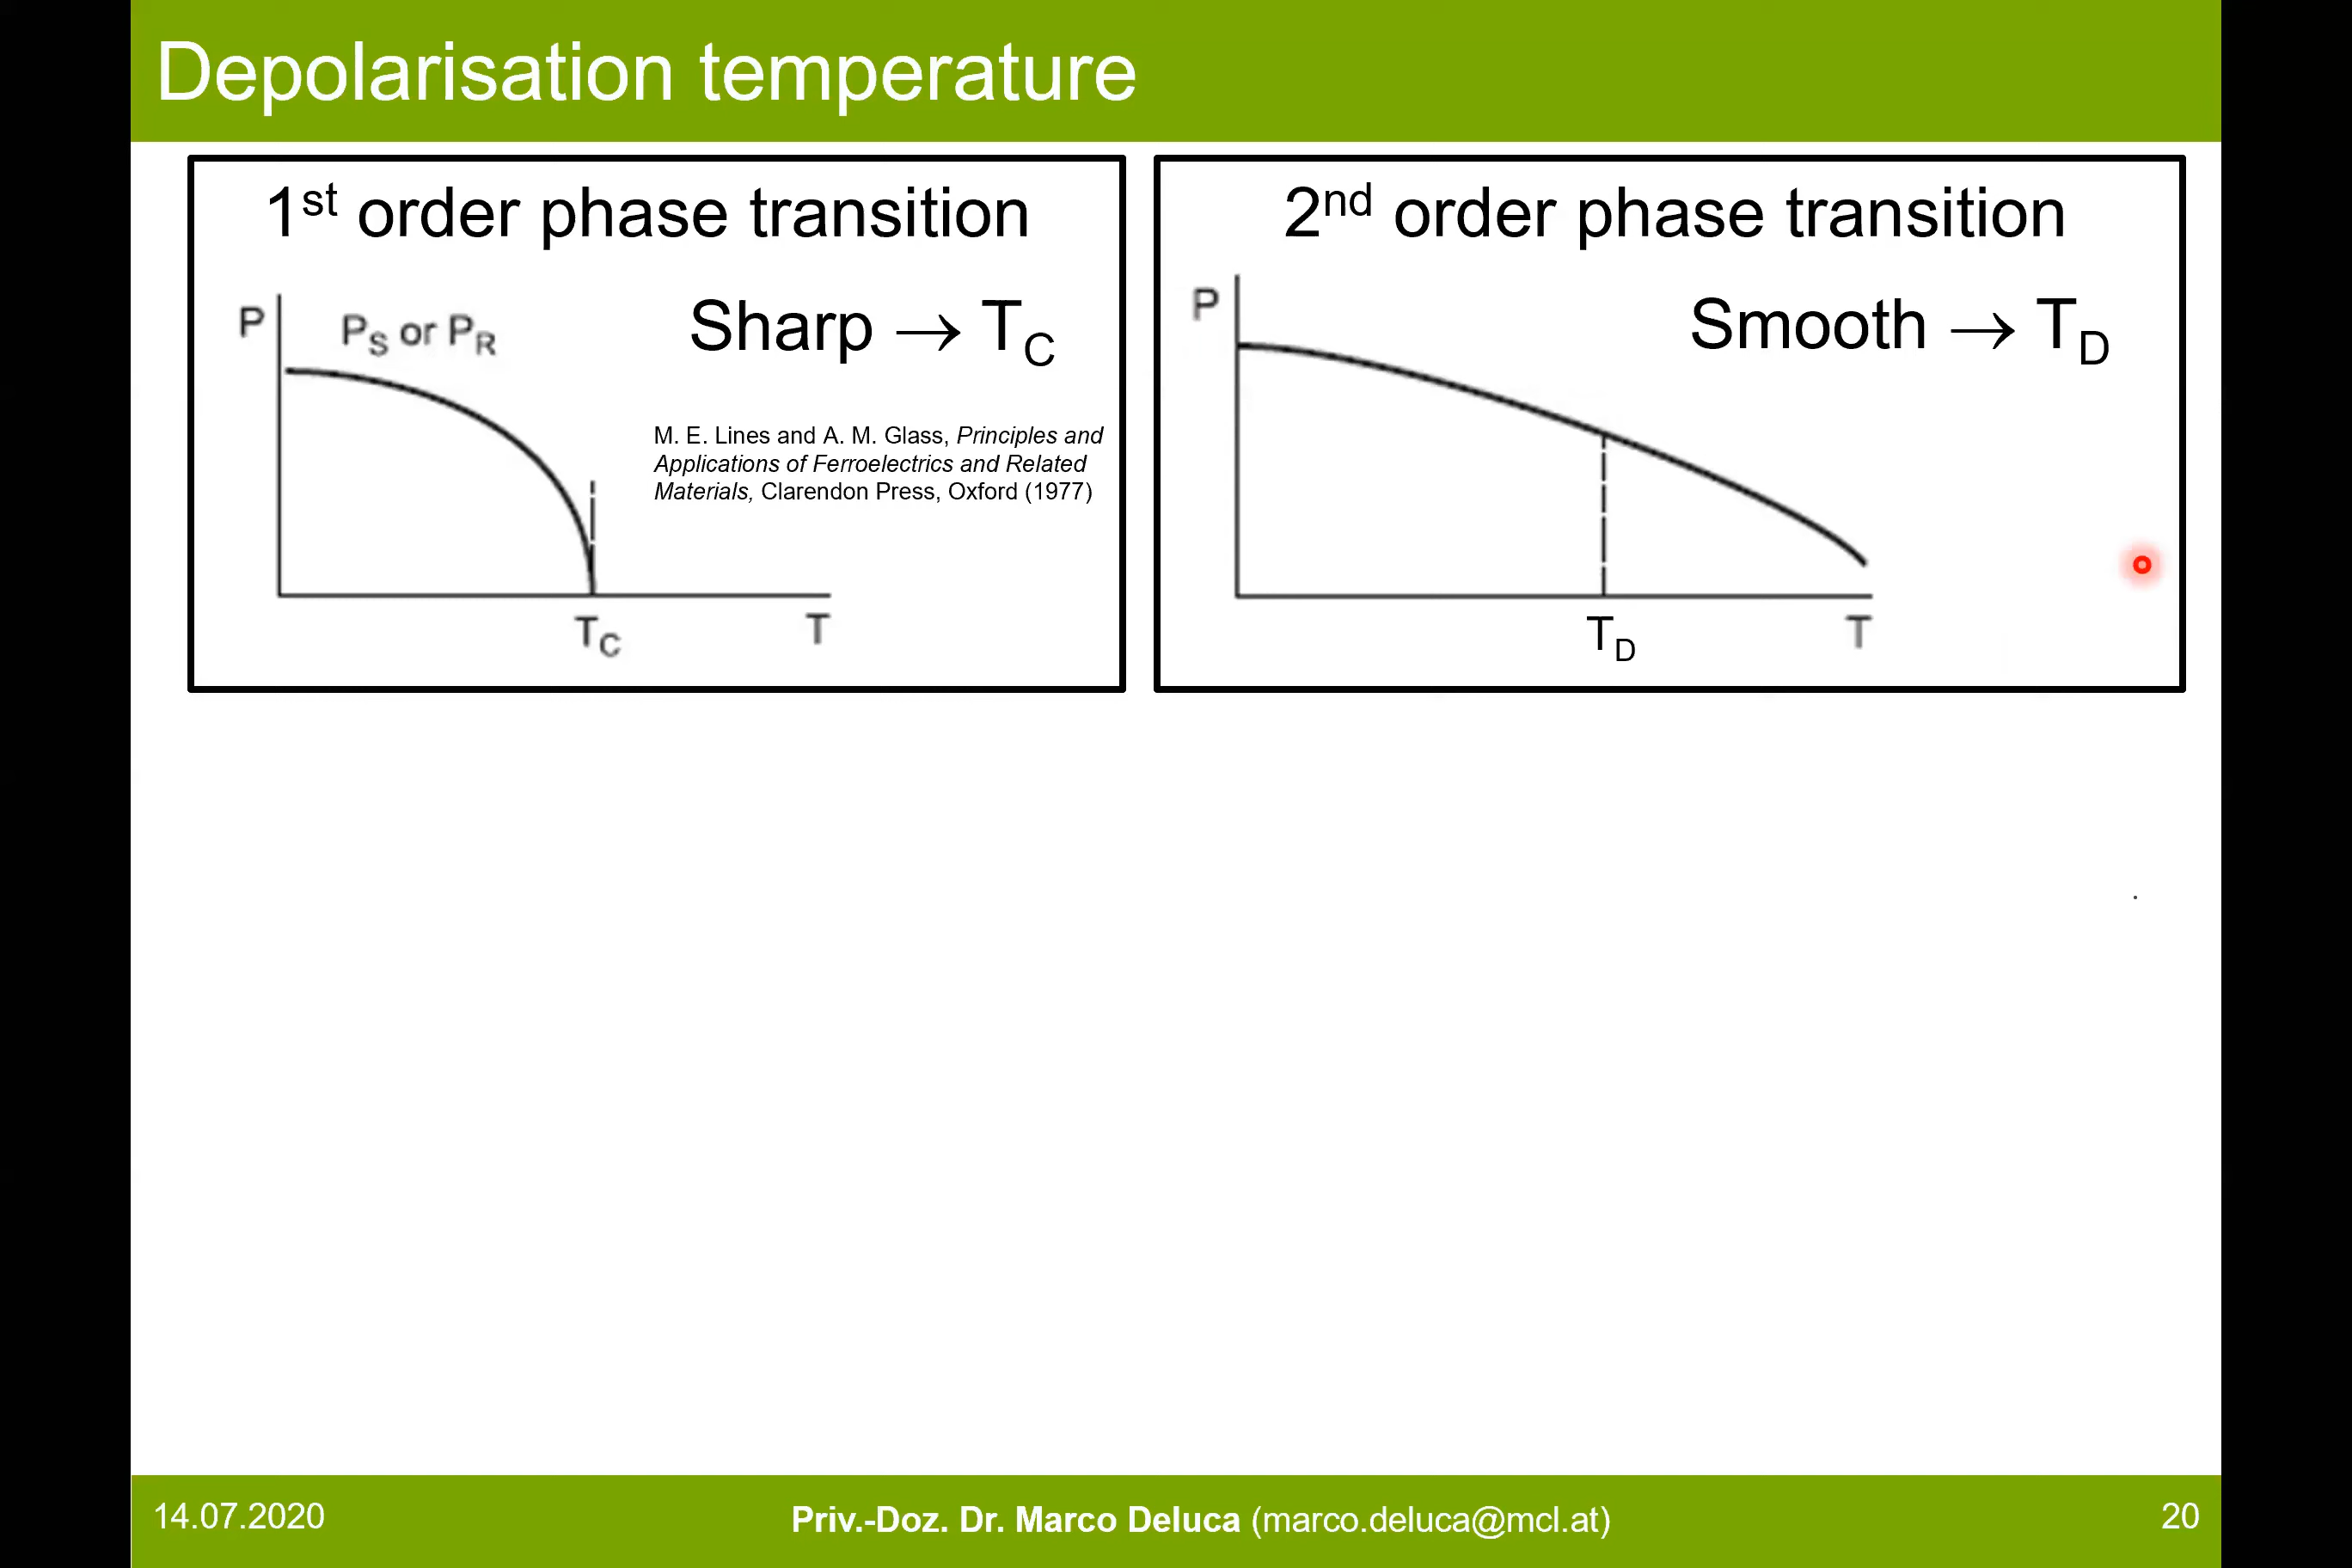 Depolarisation temperature
1st order phase transition
P
PS or PR
Sharp → TC
M. E. Lines and A. M. Glass, Principles and
Applications of Ferroelectrics and Related
Materials, Clarendon Press, Oxford (1977)
TC
T
2nd order phase transition
P
Smooth → TD
TD
T
14.07.2020
Priv.-Doz. Dr. Marco Deluca (marco.deluca@mcl.at)
20